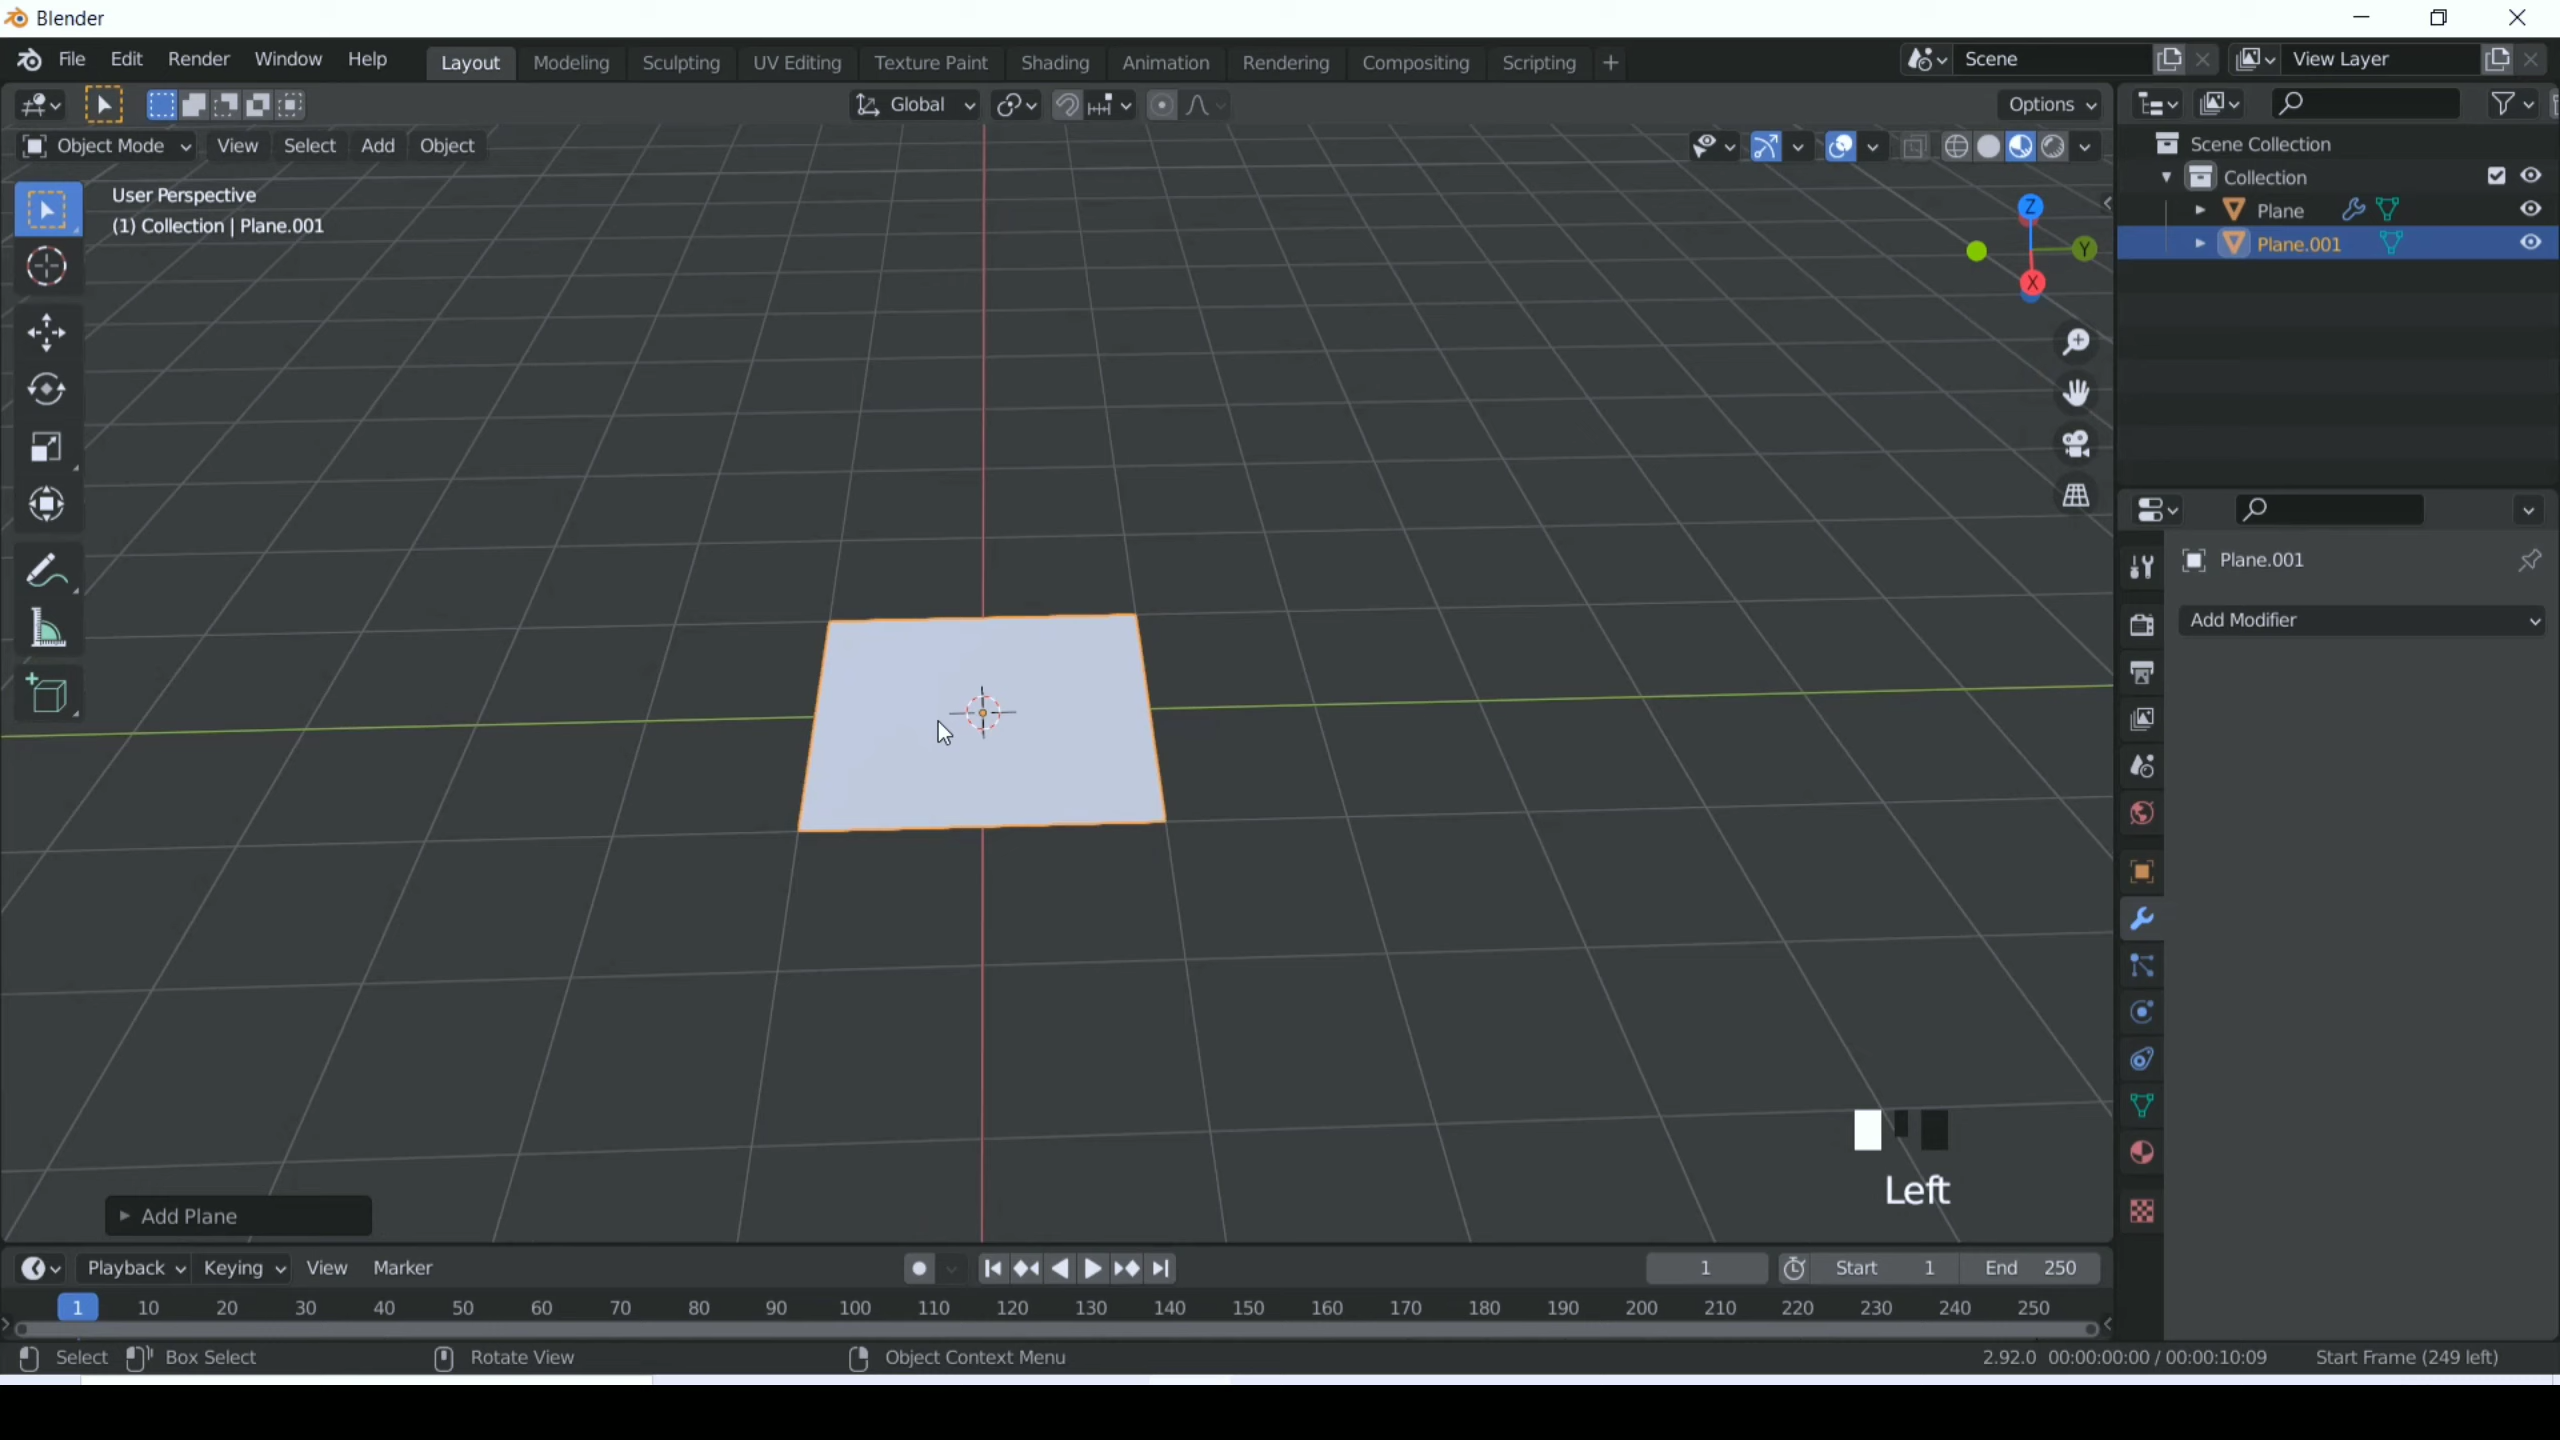 Blender
File Edit Render Window Help Layout Modeling Sculpting UV Editing Texture Paint Shading Animation Rendering Compositing Scripting + Scene View Layer
Global Options
Object Mode View Select Add Object
Scene Collection
User Perspective
(1) Collection | Plane.001
Collection
Plane
Plane.001
Z
Y
X
Plane.001
Add Modifier
Left
Add Plane
Playback Keying View Marker 1 Start 1 End 250
1 10 20 30 40 50 60 70 80 90 100 110 120 130 140 150 160 170 180 190 200 210 220 230 240 250
Select Box Select Rotate View Object Context Menu 2.92.0 00:00:00:00 / 00:00:10:09 Start Frame (249 left)